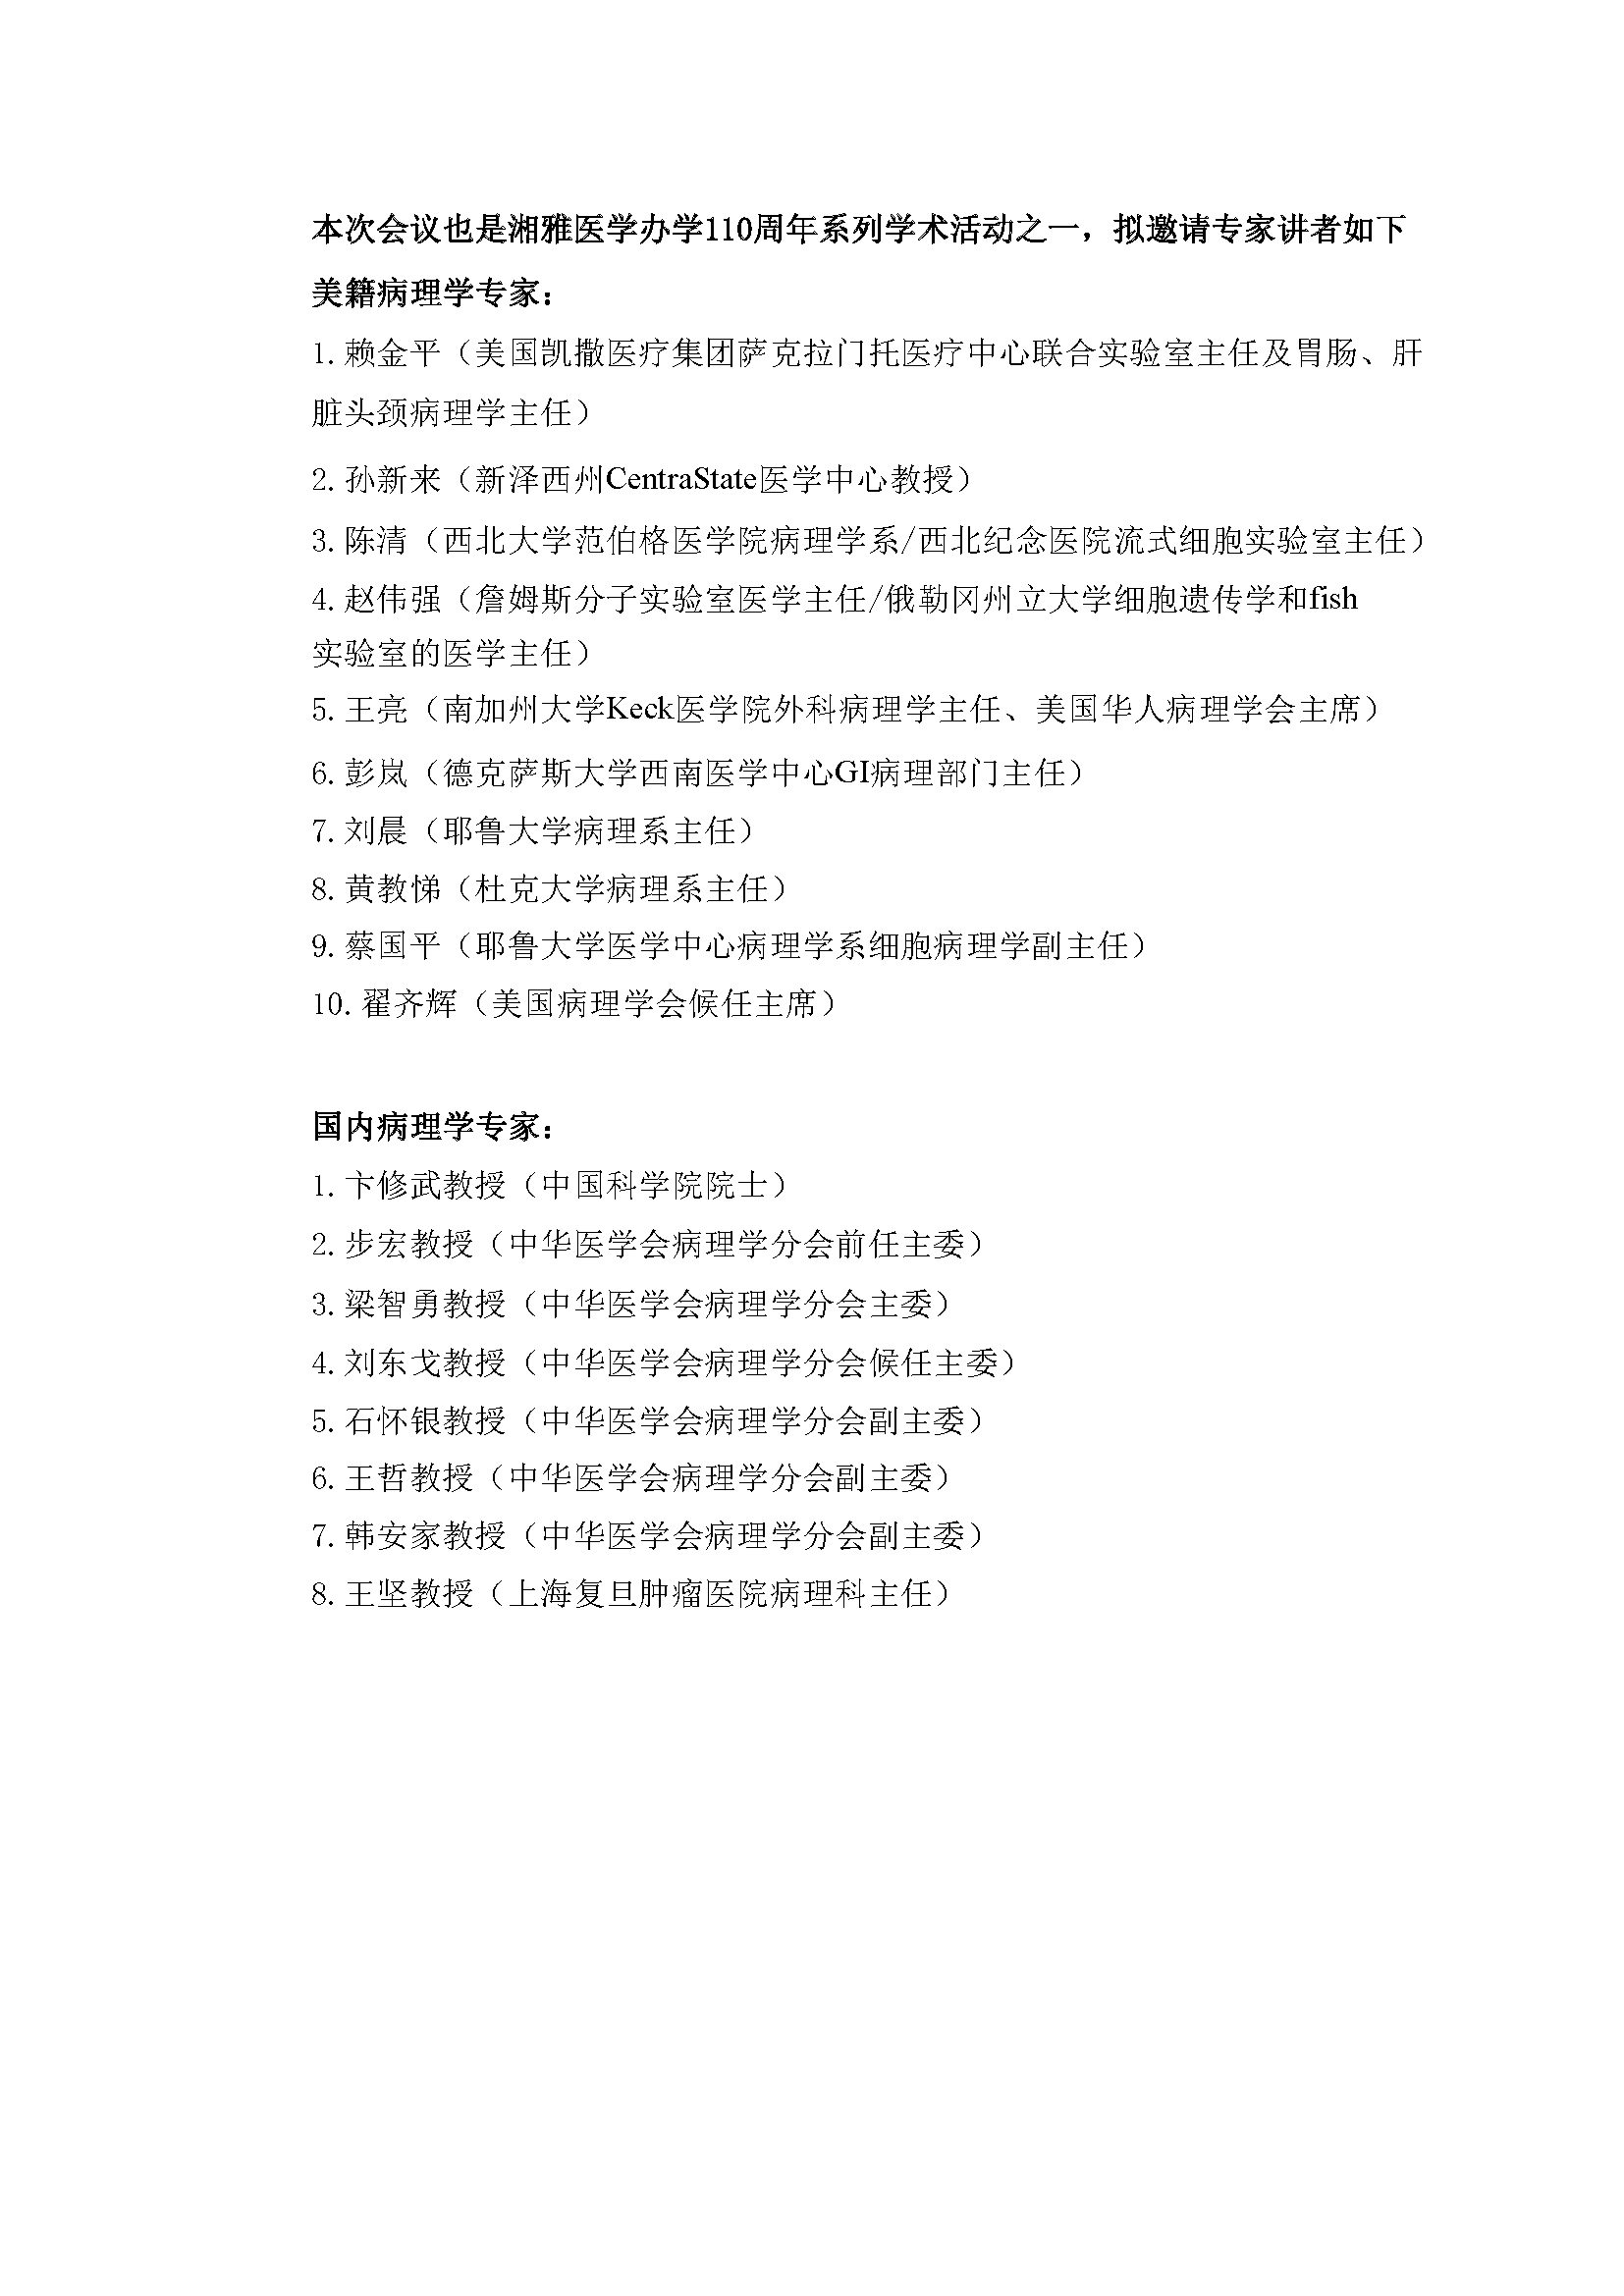 本次会议也是湘雅医学办学110周年系列学术活动之一，拟邀请专家讲者如下
美籍病理学专家：
1. 赖金平（美国凯撒医疗集团萨克拉门托医疗中心联合实验室主任及胃肠、肝
脏头颈病理学主任）
2. 孙新来（新泽西州CentraState医学中心教授）
3. 陈清（西北大学范伯格医学院病理学系/西北纪念医院流式细胞实验室主任）
4. 赵伟强（詹姆斯分子实验室医学主任/俄勒冈州立大学细胞遗传学和fish
实验室的医学主任）
5. 王亮（南加州大学Keck医学院外科病理学主任、美国华人病理学会主席）
6. 彭岚（德克萨斯大学西南医学中心GI病理部门主任）
7. 刘晨（耶鲁大学病理系主任）
8. 黄教悌（杜克大学病理系主任）
9. 蔡国平（耶鲁大学医学中心病理学系细胞病理学副主任）
10. 翟齐辉（美国病理学会候任主席）
国内病理学专家：
1. 卞修武教授（中国科学院院士）
2. 步宏教授（中华医学会病理学分会前任主委）
3. 梁智勇教授（中华医学会病理学分会主委）
4. 刘东戈教授（中华医学会病理学分会候任主委）
5. 石怀银教授（中华医学会病理学分会副主委）
6. 王哲教授（中华医学会病理学分会副主委）
7. 韩安家教授（中华医学会病理学分会副主委）
8. 王坚教授（上海复旦肿瘤医院病理科主任）